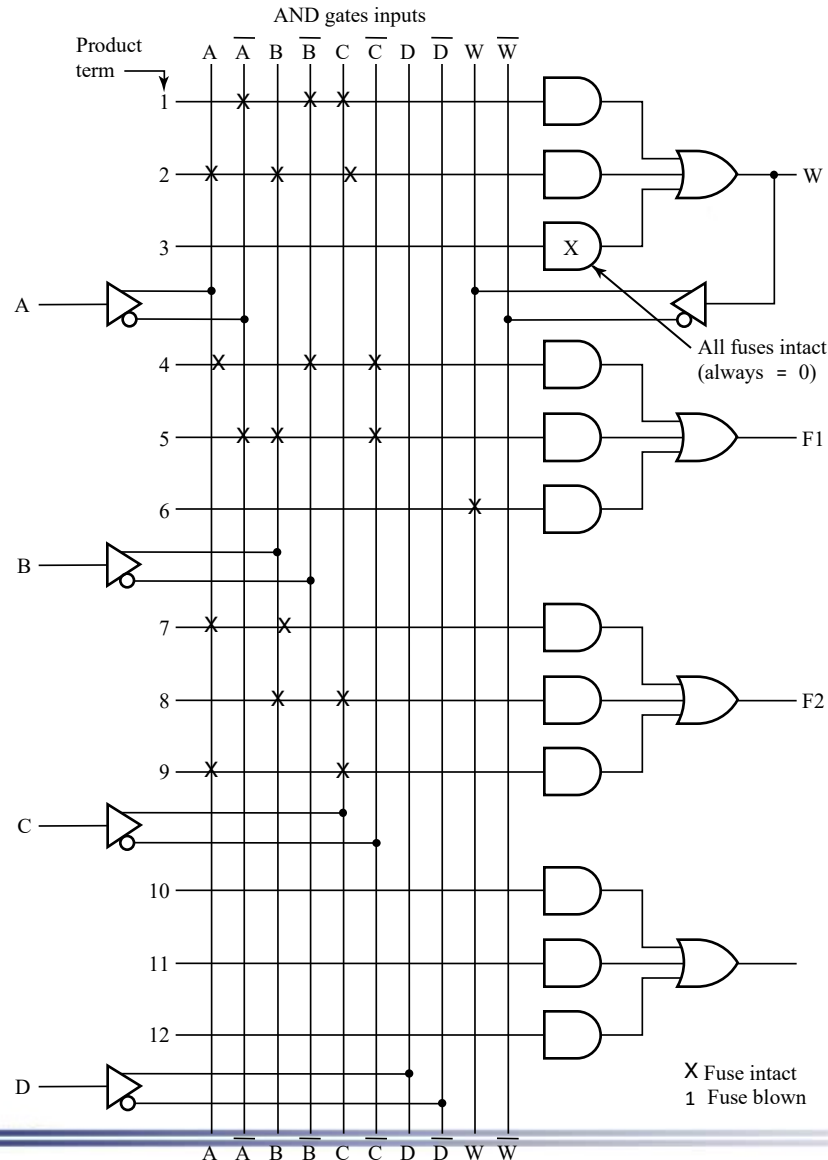 AND gates inputs
Product
term
A A̅ B B̅ C C̅ D D̅ W W̅
1
2
W
3
X
A
All fuses intact
(always = 0)
4
5
F1
6
B
7
8
F2
9
C
10
11
12
D
X Fuse intact
1 Fuse blown
A A̅ B B̅ C C̅ D D̅ W W̅